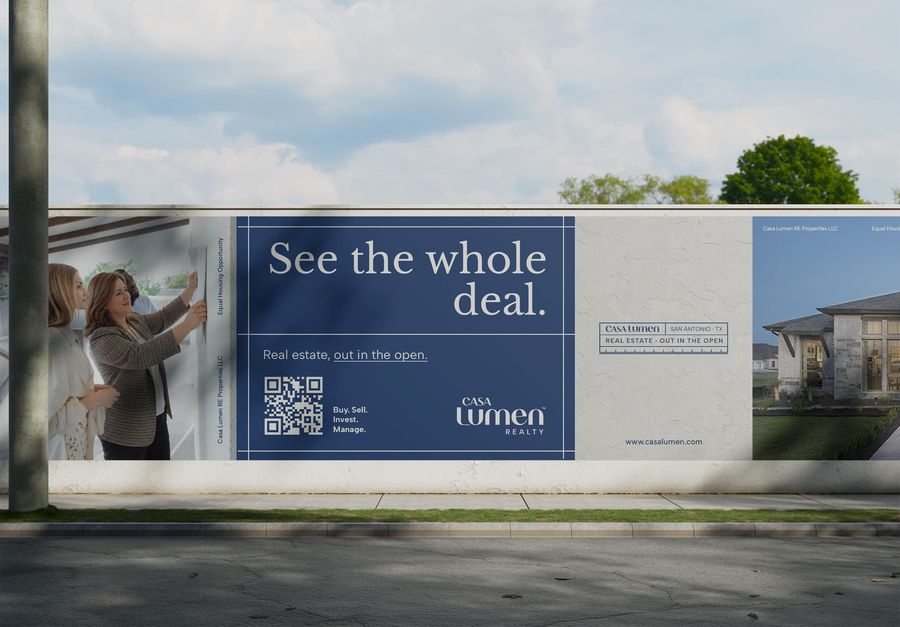 Equal Housing Opportunity
Casa Lumen RE Properties LLC
See the whole
deal.
Real estate, out in the open.
Buy. Sell.
Invest.
Manage.
CASA
Lumen
REALTY
CASA Lumen
SAN ANTONIO · TX
REAL ESTATE · OUT IN THE OPEN
www.casalumen.com
Casa Lumen RE Properties LLC
Equal Hous